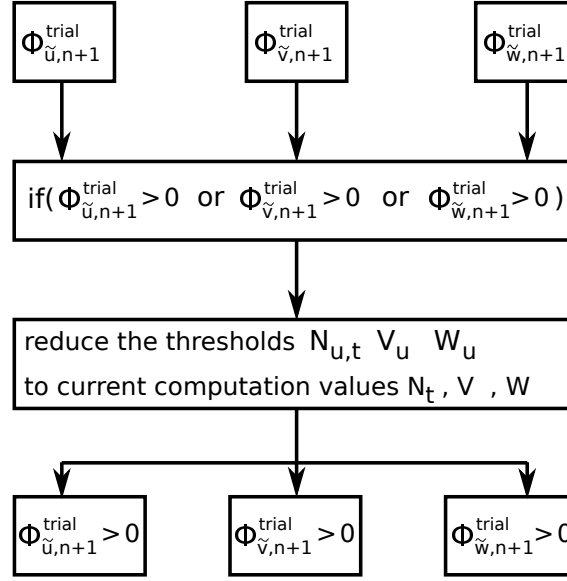 Φ^trial_ũ,n+1 Φ^trial_ṽ,n+1 Φ^trial_w̃,n+1
if( Φ^trial_ũ,n+1 >0 or Φ^trial_ṽ,n+1 >0 or Φ^trial_w̃,n+1 >0 )
reduce the thresholds N_u,t V_u W_u
to current computation values N_t , V , W
Φ^trial_ũ,n+1 >0 Φ^trial_ṽ,n+1 >0 Φ^trial_w̃,n+1 >0